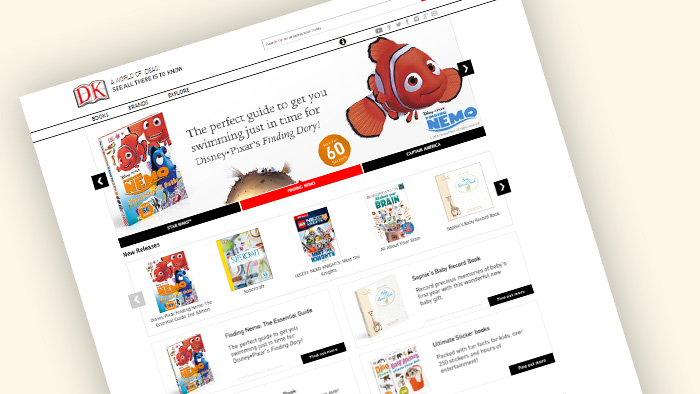 DK
A WORLD OF IDEAS:
SEE ALL THERE IS TO KNOW
BOOKS
BRANDS
EXPLORE
The perfect guide to get you
swimming just in time for
Disney•Pixar's Finding Dory!
60
FINDING
NEMO
STAR WARS™
FINDING NEMO
CAPTAIN AMERICA
New Releases
Disney Pixar Finding Nemo: The
Essential Guide 2nd Edition
SUPERCRAFT
Supercraft
LEGO NEXO KNIGHTS: Meet the
Knights
BRAIN
All About Your Brain
Sophie's Baby Record Book
Finding Nemo: The Essential Guide
The perfect guide to get you
swimming just in time for
Disney•Pixar's Finding Dory!
Find out more
Sophie's Baby Record Book
Record precious memories of baby's
first year with this wonderful new
baby gift.
Find out more
Ultimate Sticker books
Packed with fun facts for kids, over
250 stickers and hours of
entertainment!
Find out more
Book